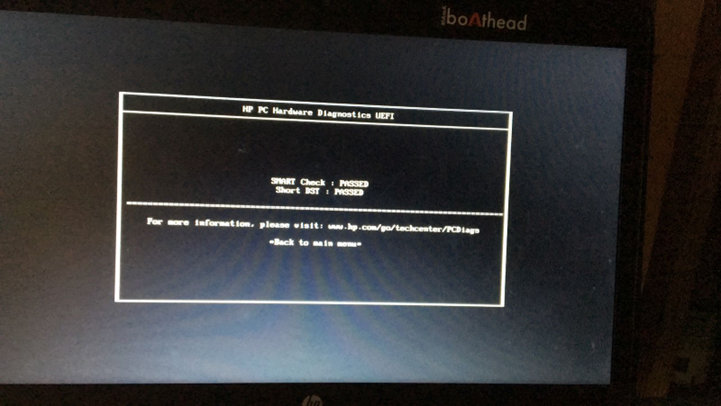 boAthead
HP PC Hardware Diagnostics UEFI
SMART Check : PASSED
Short DST : PASSED
For more information, please visit: www.hp.com/go/techcenter/PCDiags
*Back to main menu*
hp